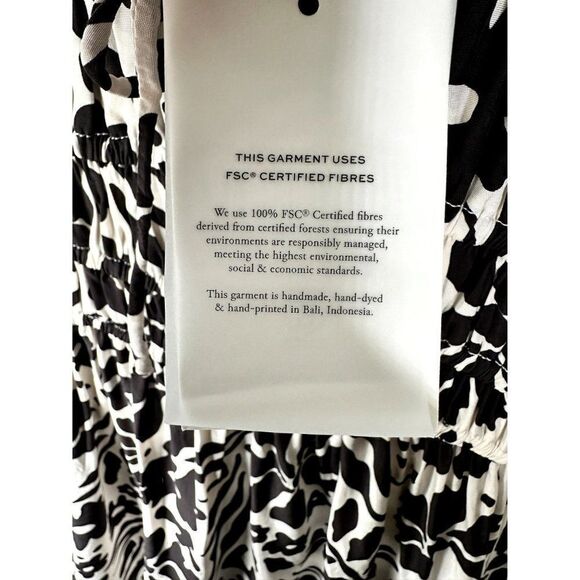 THIS GARMENT USES
FSC® CERTIFIED FIBRES
We use 100% FSC® Certified fibres
derived from certified forests ensuring their
environments are responsibly managed,
meeting the highest environmental,
social & economic standards.
This garment is handmade, hand-dyed
& hand-printed in Bali, Indonesia.